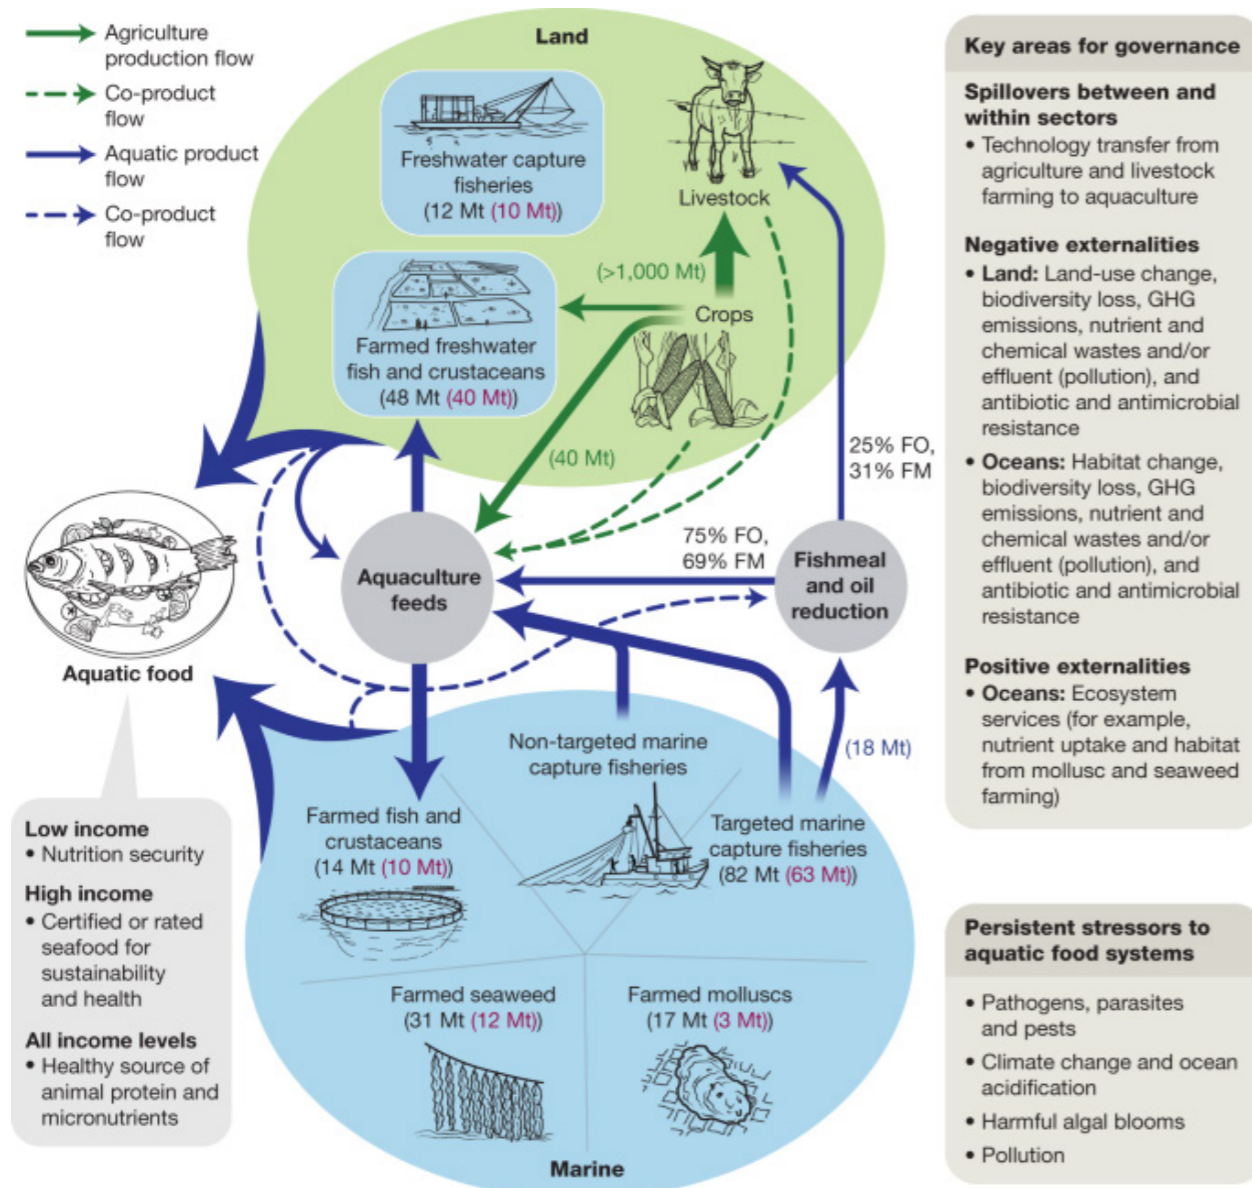 Agriculture
production flow
Co-product
flow
Aquatic product
flow
Co-product
flow
Land
Freshwater capture
fisheries
(12 Mt (10 Mt))
Livestock
(>1,000 Mt)
Crops
Farmed freshwater
fish and crustaceans
(48 Mt (40 Mt))
(40 Mt)
25% FO,
31% FM
75% FO,
69% FM
Aquaculture
feeds
Fishmeal
and oil
reduction
Aquatic food
(18 Mt)
Non-targeted marine
capture fisheries
Farmed fish and
crustaceans
(14 Mt (10 Mt))
Targeted marine
capture fisheries
(82 Mt (63 Mt))
Farmed seaweed
(31 Mt (12 Mt))
Farmed molluscs
(17 Mt (3 Mt))
Marine
Low income
• Nutrition security
High income
• Certified or rated
seafood for
sustainability
and health
All income levels
• Healthy source of
animal protein and
micronutrients
Key areas for governance
Spillovers between and
within sectors
• Technology transfer from
agriculture and livestock
farming to aquaculture
Negative externalities
• Land: Land-use change,
biodiversity loss, GHG
emissions, nutrient and
chemical wastes and/or
effluent (pollution), and
antibiotic and antimicrobial
resistance
• Oceans: Habitat change,
biodiversity loss, GHG
emissions, nutrient and
chemical wastes and/or
effluent (pollution), and
antibiotic and antimicrobial
resistance
Positive externalities
• Oceans: Ecosystem
services (for example,
nutrient uptake and habitat
from mollusc and seaweed
farming)
Persistent stressors to
aquatic food systems
• Pathogens, parasites
and pests
• Climate change and ocean
acidification
• Harmful algal blooms
• Pollution